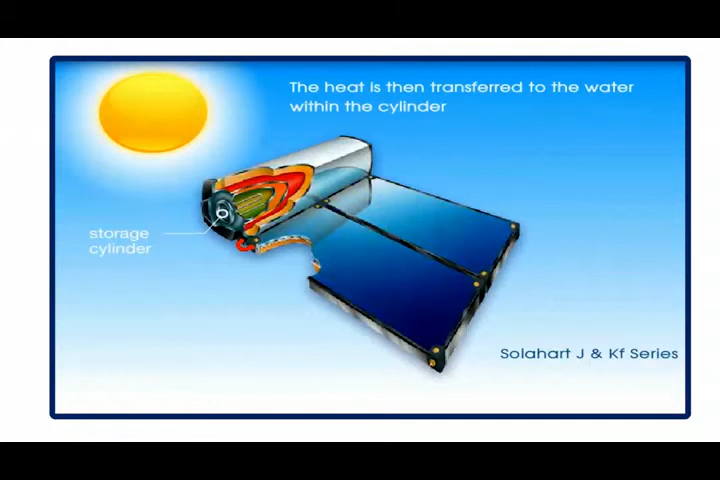 The heat is then transferred to the water
within the cylinder
storage
cylinder
Solahart J & Kf Series